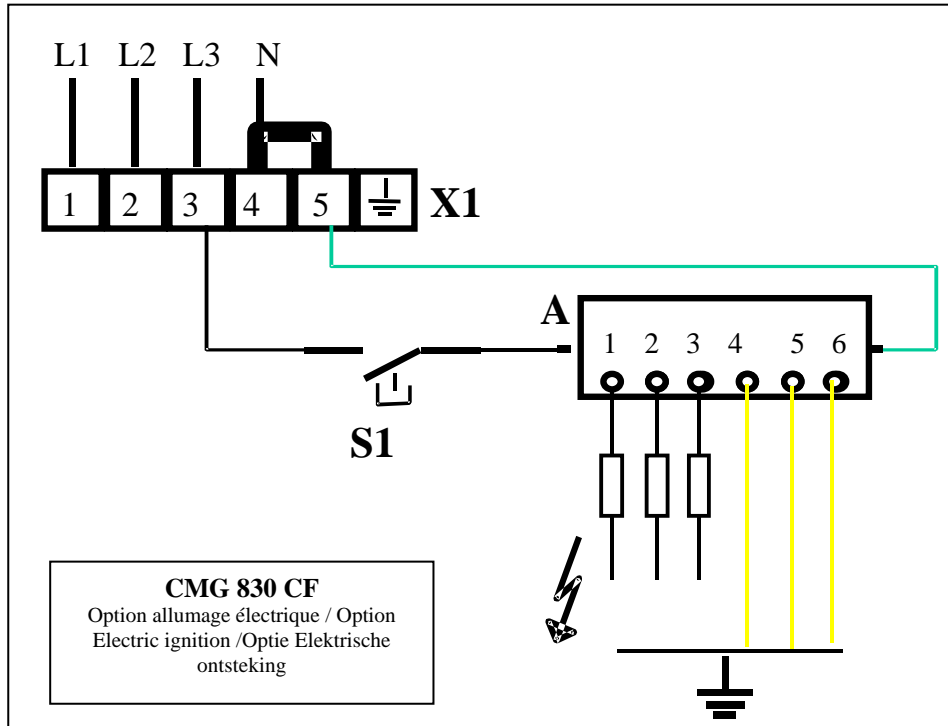 L1 L2 L3 N
1 2 3 4 5 X1
A
1 2 3 4 5 6
S1
CMG 830 CF
Option allumage électrique / Option
Electric ignition /Optie Elektrische
ontsteking